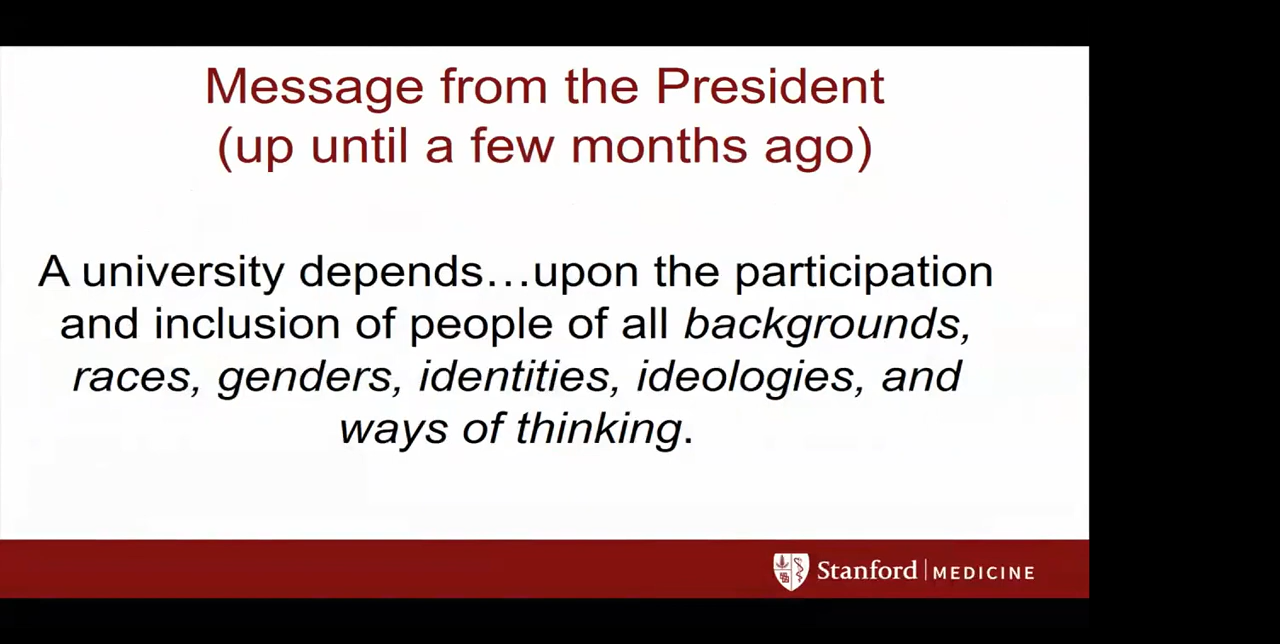 Message from the President
(up until a few months ago)
A university depends…upon the participation
and inclusion of people of all backgrounds,
races, genders, identities, ideologies, and
ways of thinking.
Stanford | MEDICINE